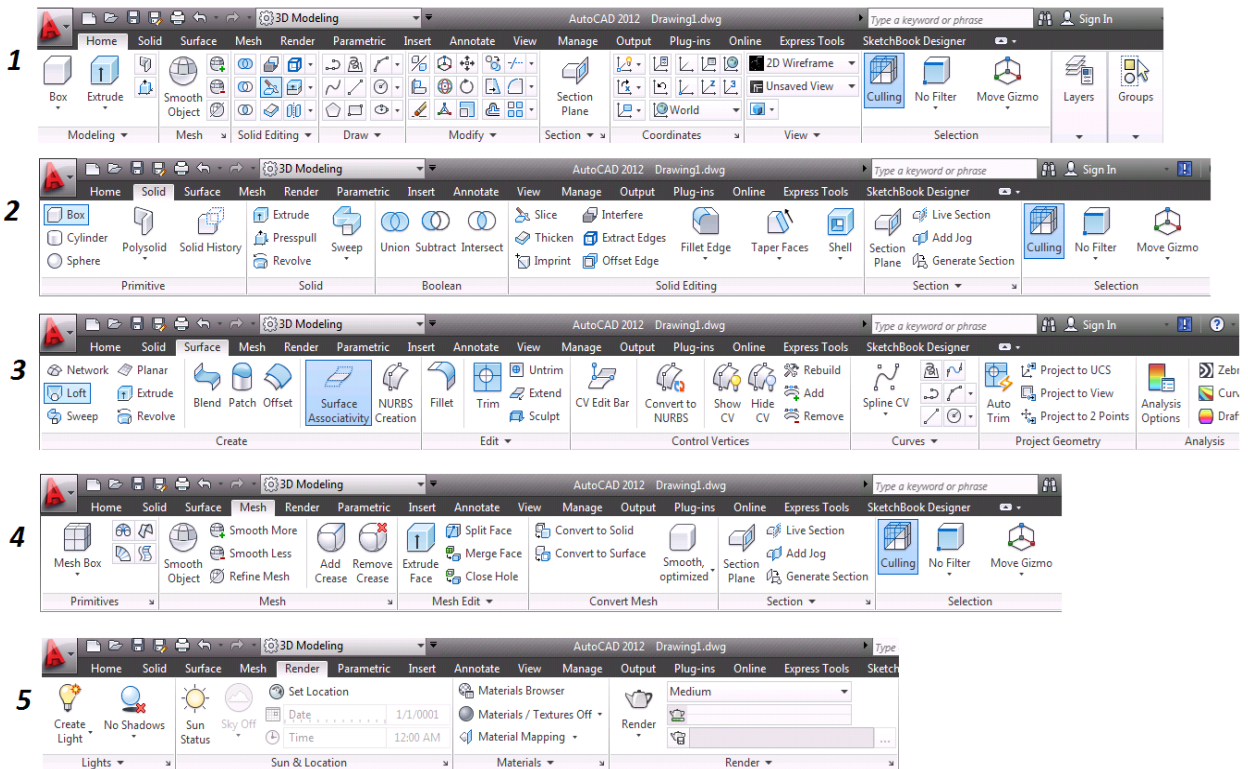 1
3D Modeling
AutoCAD 2012 Drawing1.dwg
Type a keyword or phrase
Sign In
Home Solid Surface Mesh Render Parametric Insert Annotate View Manage Output Plug-ins Online Express Tools SketchBook Designer
2D Wireframe
Unsaved View
Box Extrude Smooth Object Section Plane World Culling No Filter Move Gizmo Layers Groups
Modeling Mesh Solid Editing Draw Modify Section Coordinates View Selection
2
3D Modeling
AutoCAD 2012 Drawing1.dwg
Type a keyword or phrase
Sign In
Home Solid Surface Mesh Render Parametric Insert Annotate View Manage Output Plug-ins Online Express Tools SketchBook Designer
Box Extrude Slice Interfere Live Section
Cylinder Presspull Thicken Extract Edges Add Jog
Sphere Revolve Imprint Offset Edge Generate Section
Polysolid Solid History Sweep Union Subtract Intersect Fillet Edge Taper Faces Shell Section Plane Culling No Filter Move Gizmo
Primitive Solid Boolean Solid Editing Section Selection
3
3D Modeling
AutoCAD 2012 Drawing1.dwg
Type a keyword or phrase
Sign In
Home Solid Surface Mesh Render Parametric Insert Annotate View Manage Output Plug-ins Online Express Tools SketchBook Designer
Network Planar Untrim Rebuild Project to UCS
Loft Extrude Extend Add Project to View
Sweep Revolve Sculpt Remove Project to 2 Points
Blend Patch Offset Surface Associativity NURBS Creation Fillet Trim CV Edit Bar Convert to NURBS Show CV Hide CV Spline CV Auto Trim Analysis Options
Zebr
Curv
Draf
Create Edit Control Vertices Curves Project Geometry Analysis
4
3D Modeling
AutoCAD 2012 Drawing1.dwg
Type a keyword or phrase
Home Solid Surface Mesh Render Parametric Insert Annotate View Manage Output Plug-ins Online Express Tools SketchBook Designer
Smooth More Split Face Convert to Solid Live Section
Smooth Less Merge Face Convert to Surface Add Jog
Refine Mesh Close Hole Generate Section
Mesh Box Smooth Object Add Crease Remove Crease Extrude Face Smooth, optimized Section Plane Culling No Filter Move Gizmo
Primitives Mesh Mesh Edit Convert Mesh Section Selection
5
3D Modeling
AutoCAD 2012 Drawing1.dwg
Type
Home Solid Surface Mesh Render Parametric Insert Annotate View Manage Output Plug-ins Online Express Tools Sketch
Set Location Materials Browser Medium
Date 1/1/0001 Materials / Textures Off
Time 12:00 AM Material Mapping
Create Light No Shadows Sun Status Sky Off Render
...
Lights Sun & Location Materials Render